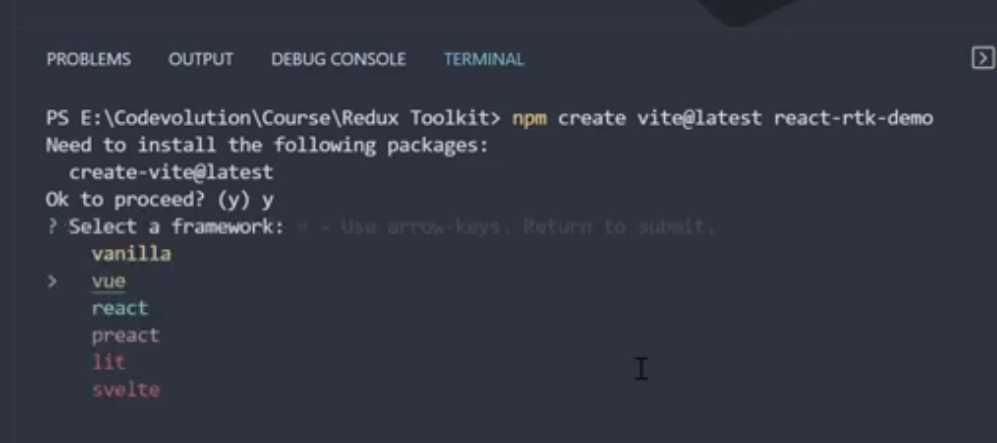 PROBLEMS OUTPUT DEBUG CONSOLE TERMINAL
PS E:\Codevolution\Course\Redux Toolkit> npm create vite@latest react-rtk-demo
Need to install the following packages:
  create-vite@latest
Ok to proceed? (y) y
? Select a framework: » - Use arrow-keys. Return to submit.
    vanilla
>   vue
    react
    preact
    lit
    svelte